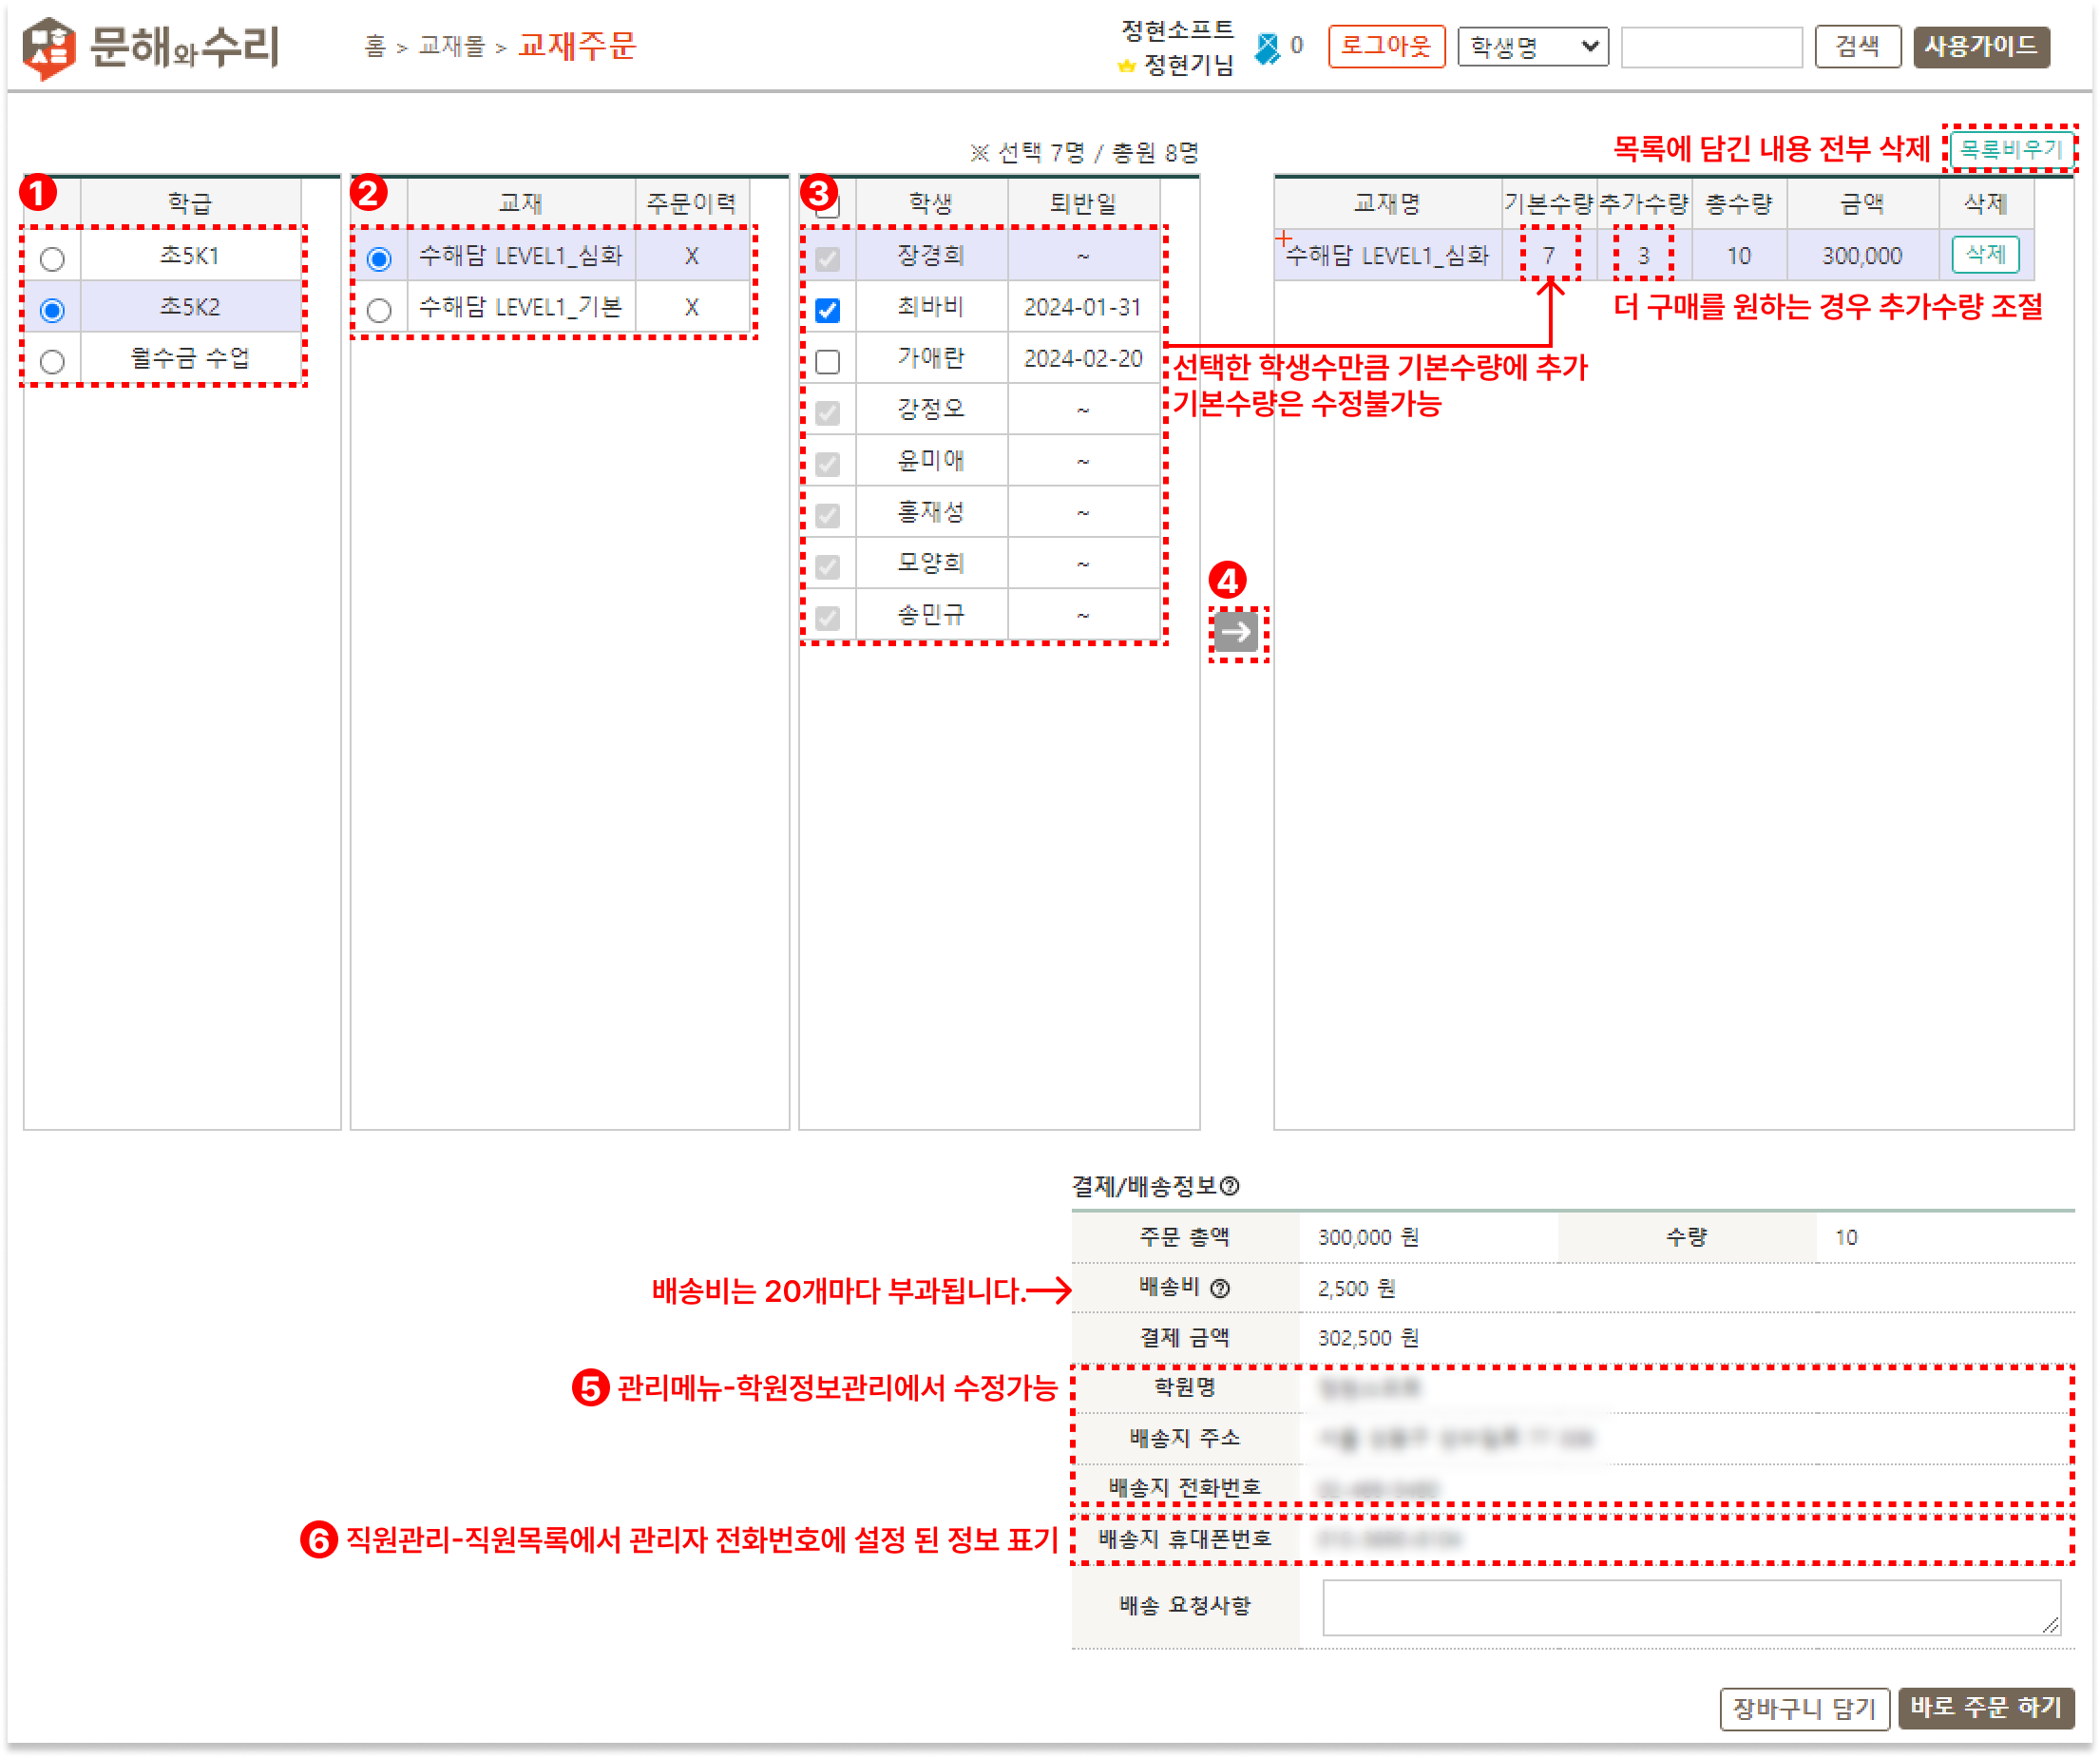 문해와수리
홈 > 교재몰 > 교재주문
정현소프트
정현기님
0
로그아웃
학생명
검색
사용가이드
※ 선택 7명 / 총원 8명
목록에 담긴 내용 전부 삭제
목록비우기
1 학급
초5K1
초5K2
월수금 수업
2 교재 주문이력
수해담 LEVEL1_심화 X
수해담 LEVEL1_기본 X
3 학생 퇴반일
장경희 ~
최바비 2024-01-31
가애란 2024-02-20
강정오 ~
윤미애 ~
홍재성 ~
모양희 ~
송민규 ~
4
교재명 기본수량 추가수량 총수량 금액 삭제
수해담 LEVEL1_심화 7 3 10 300,000 삭제
더 구매를 원하는 경우 추가수량 조절
선택한 학생수만큼 기본수량에 추가
기본수량은 수정불가능
결제/배송정보?
주문 총액 300,000 원 수량 10
배송비는 20개마다 부과됩니다.
배송비 ? 2,500 원
결제 금액 302,500 원
5 관리메뉴-학원정보관리에서 수정가능
학원명
배송지 주소
배송지 전화번호
6 직원관리-직원목록에서 관리자 전화번호에 설정 된 정보 표기
배송지 휴대폰번호
배송 요청사항
장바구니 담기
바로 주문 하기